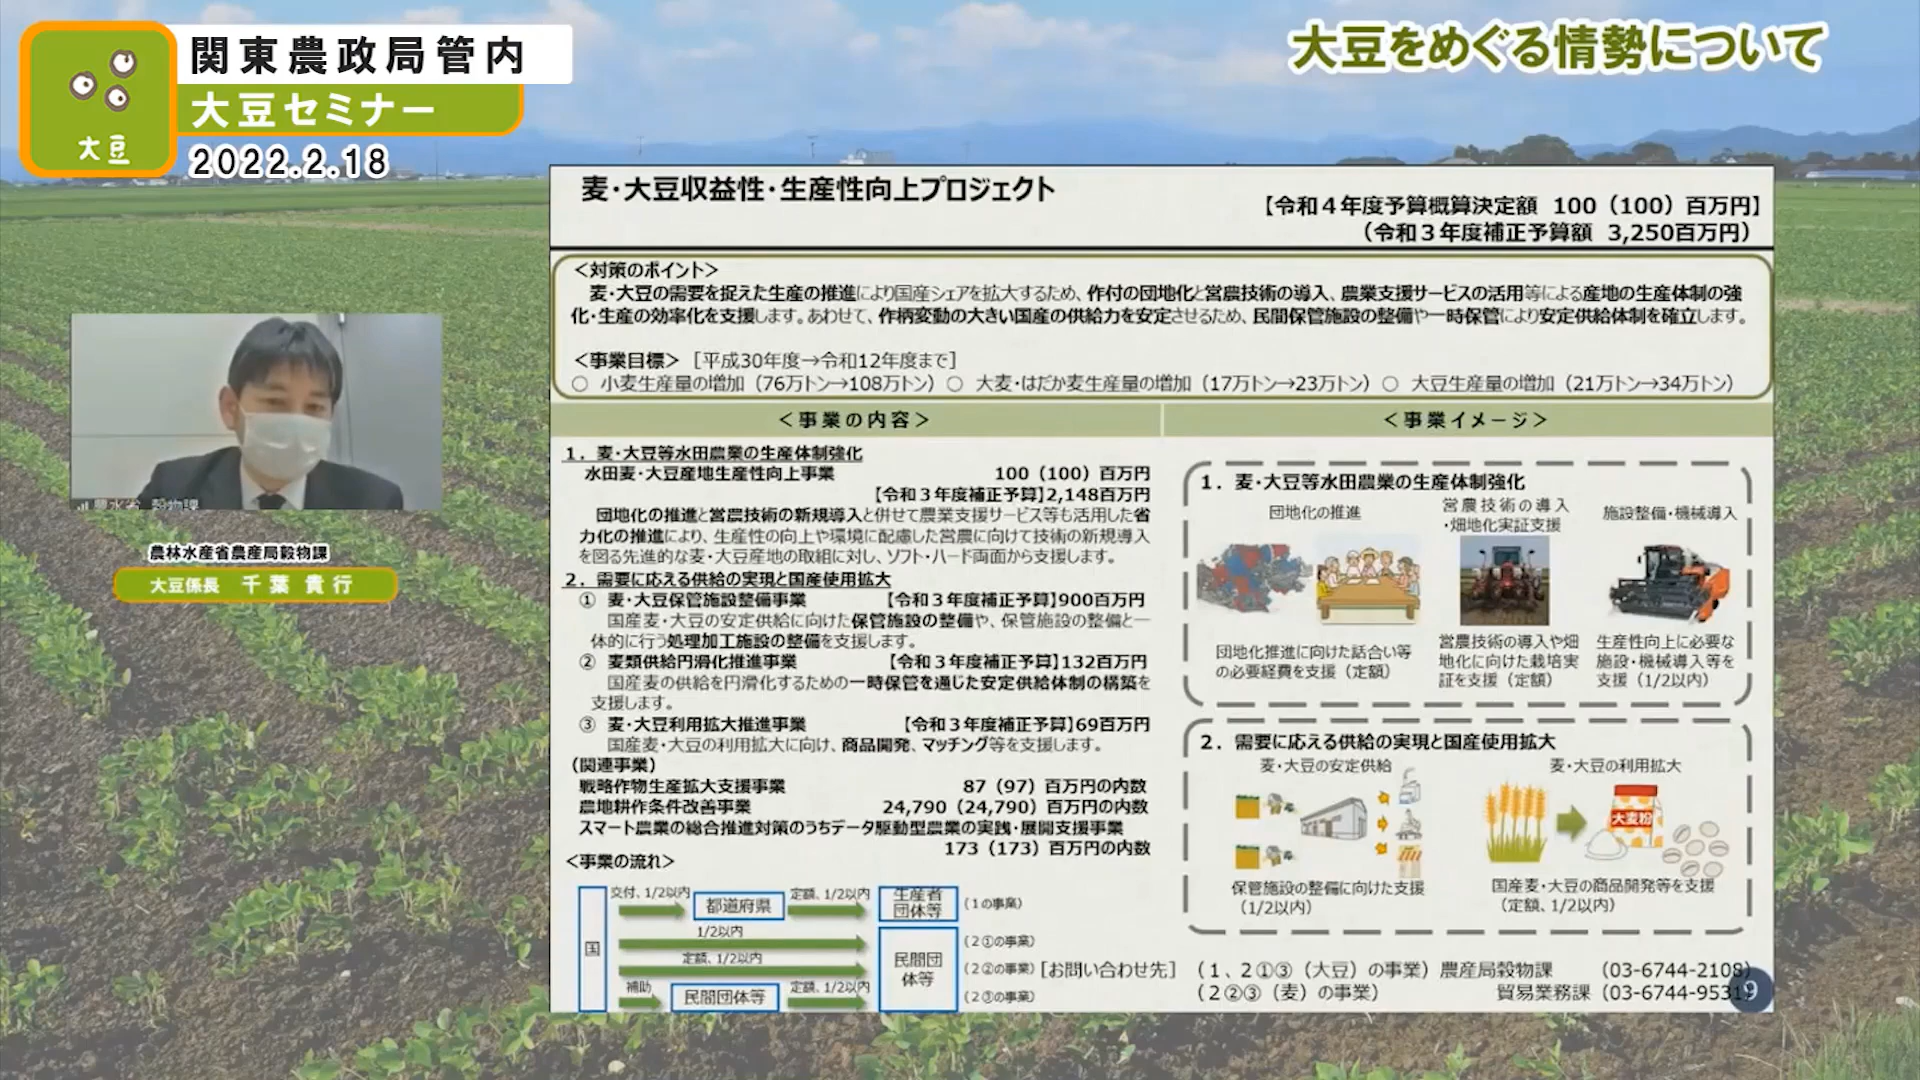 大豆
関東農政局管内
大豆セミナー
2022.2.18
大豆をめぐる情勢について
農林水産省農産局穀物課
大豆係長 千葉 貴行
麦・大豆収益性・生産性向上プロジェクト
【令和４年度予算概算決定額 100（100）百万円】
（令和３年度補正予算額 3,250百万円）
＜対策のポイント＞
麦・大豆の需要を捉えた生産の推進により国産シェアを拡大するため、作付の団地化と営農技術の導入、農業支援サービスの活用等による産地の生産体制の強
化・生産の効率化を支援します。あわせて、作柄変動の大きい国産の供給力を安定させるため、民間保管施設の整備や一時保管により安定供給体制を確立します。
＜事業目標＞［平成30年度→令和12年度まで］
○ 小麦生産量の増加（76万トン→108万トン）○ 大麦・はだか麦生産量の増加（17万トン→23万トン）○ 大豆生産量の増加（21万トン→34万トン）
＜事業の内容＞
１．麦・大豆等水田農業の生産体制強化
水田麦・大豆産地生産性向上事業 100（100）百万円
【令和３年度補正予算】2,148百万円
団地化の推進と営農技術の新規導入と併せて農業支援サービス等も活用した省
力化の推進により、生産性の向上や環境に配慮した営農に向けて技術の新規導入
を図る先進的な麦・大豆産地の取組に対し、ソフト・ハード両面から支援します。
２．需要に応える供給の実現と国産使用拡大
① 麦・大豆保管施設整備事業 【令和３年度補正予算】900百万円
国産麦・大豆の安定供給に向けた保管施設の整備や、保管施設の整備と一
体的に行う処理加工施設の整備を支援します。
② 麦類供給円滑化推進事業 【令和３年度補正予算】132百万円
国産麦の供給を円滑化するための一時保管を通じた安定供給体制の構築を
支援します。
③ 麦・大豆利用拡大推進事業 【令和３年度補正予算】69百万円
国産麦・大豆の利用拡大に向け、商品開発、マッチング等を支援します。
（関連事業）
戦略作物生産拡大支援事業 87（97）百万円の内数
農地耕作条件改善事業 24,790（24,790）百万円の内数
スマート農業の総合推進対策のうちデータ駆動型農業の実践・展開支援事業
173（173）百万円の内数
＜事業の流れ＞
国
交付、1/2以内
都道府県
定額、1/2以内
生産者
団体等
（１の事業）
1/2以内
（２①の事業）
定額、1/2以内
民間団
体等
（２②の事業）
補助
民間団体等
定額、1/2以内
（２③の事業）
＜事業イメージ＞
１．麦・大豆等水田農業の生産体制強化
団地化の推進
営農技術の導入
・畑地化実証支援
施設整備・機械導入
団地化推進に向けた話合い等
の必要経費を支援（定額）
営農技術の導入や畑
地化に向けた栽培実
証を支援（定額）
生産性向上に必要な
施設・機械導入等を
支援（1/2以内）
２．需要に応える供給の実現と国産使用拡大
麦・大豆の安定供給
麦・大豆の利用拡大
大麦粉
保管施設の整備に向けた支援
（1/2以内）
国産麦・大豆の商品開発等を支援
（定額、1/2以内）
［お問い合わせ先］（１、２①③（大豆）の事業）農産局穀物課 （03-6744-2108）
（２②③（麦）の事業） 貿易業務課（03-6744-9531）
9